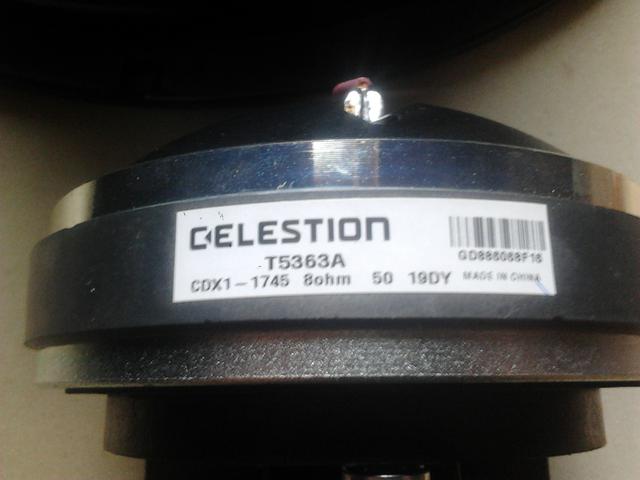 CELESTION
T5363A
CDX1-1745 8ohm 50 19DY
GD886068F16
MADE IN CHINA